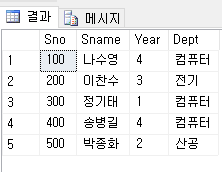 결과 메시지
Sno Sname Year Dept
1 100 나수영 4 컴퓨터
2 200 이찬수 3 전기
3 300 정기태 1 컴퓨터
4 400 송병길 4 컴퓨터
5 500 박종화 2 산공